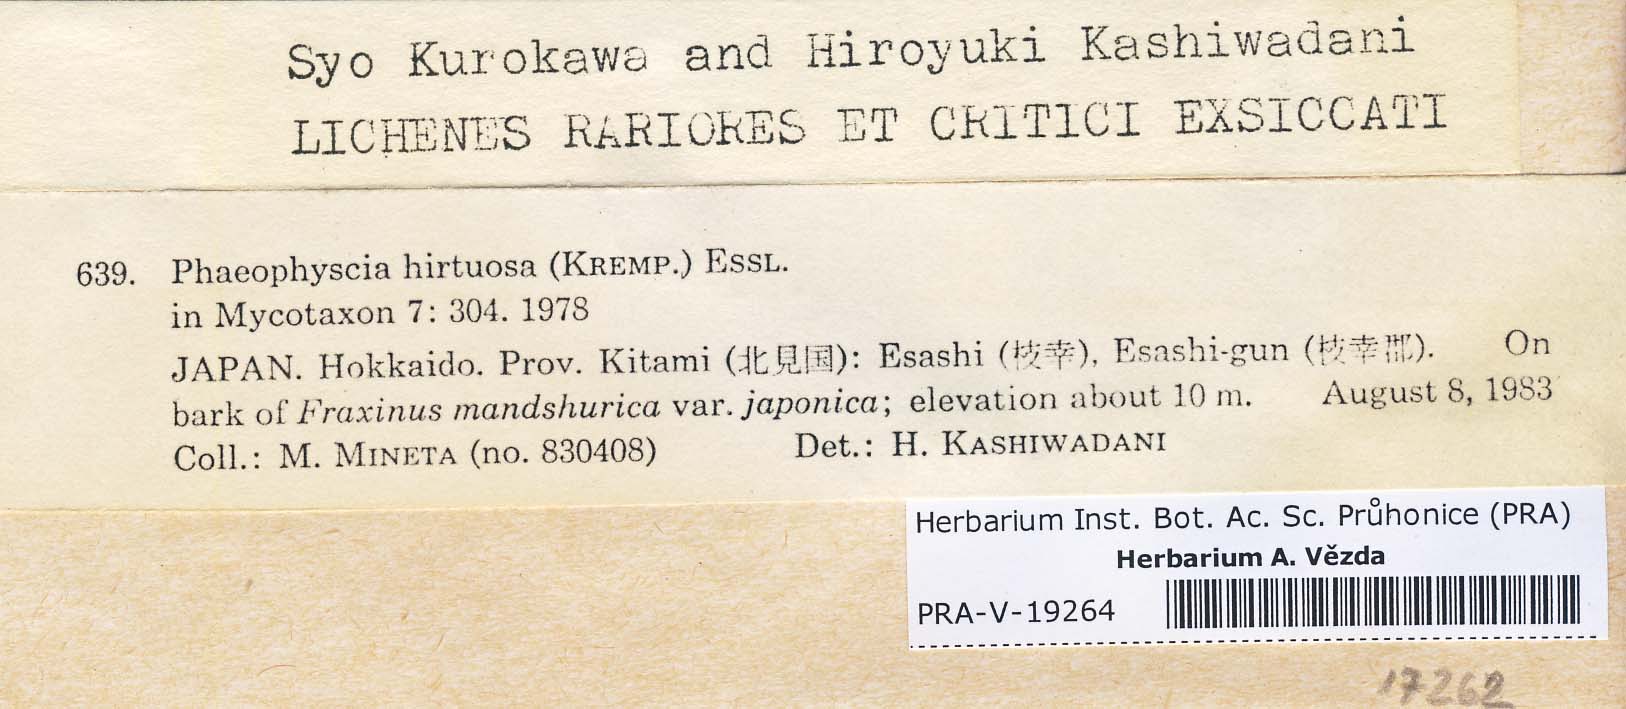 Syo Kurokawa and Hiroyuki Kashiwadani
LICHENES RARIORES ET CRITICI EXSICCATI
639. Phaeophyscia hirtuosa (KREMP.) ESSL.
in Mycotaxon 7: 304. 1978
JAPAN. Hokkaido. Prov. Kitami (北見国): Esashi (枝幸), Esashi-gun (枝幸郡). On
bark of Fraxinus mandshurica var. japonica; elevation about 10 m. August 8, 1983
Coll.: M. MINETA (no. 830408) Det.: H. KASHIWADANI
Herbarium Inst. Bot. Ac. Sc. Průhonice (PRA)
Herbarium A. Vězda
PRA-V-19264
17262